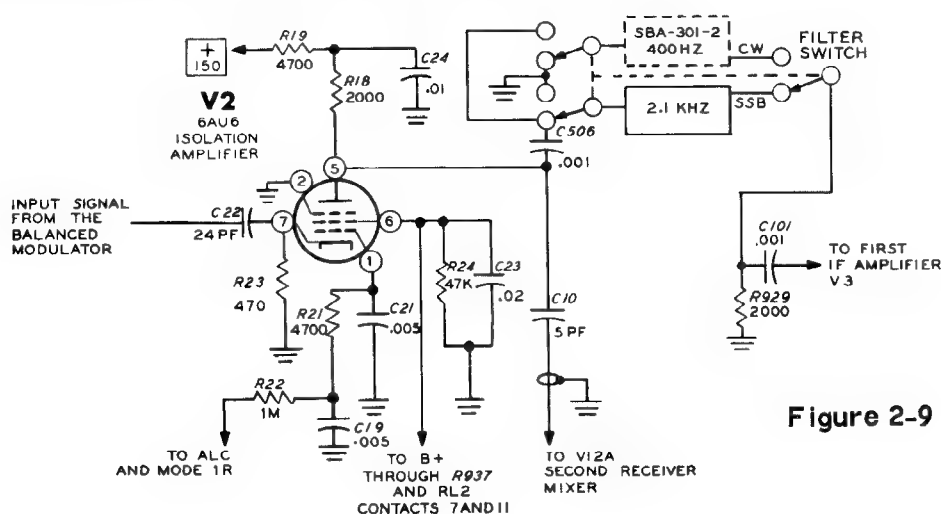 R19
4700
+
150
V2
6AU6
ISOLATION
AMPLIFIER
R18
2000
C24
.01
SBA-301-2
400HZ
CW
FILTER
SWITCH
2.1 KHZ
SSB
C506
.001
INPUT SIGNAL
FROM THE
BALANCED
MODULATOR
C22
24PF
2
5
7
6
1
R23
470
R21
4700
C21
.005
R24
47K
C23
.02
C10
5PF
C101
.001
TO FIRST
IF AMPLIFIER
V3
R929
2000
R22
1M
C19
.005
TO ALC
AND MODE 1R
TO B+
THROUGH R937
AND RL2
CONTACTS 7AND11
TO V12A
SECOND RECEIVER
MIXER
Figure 2-9